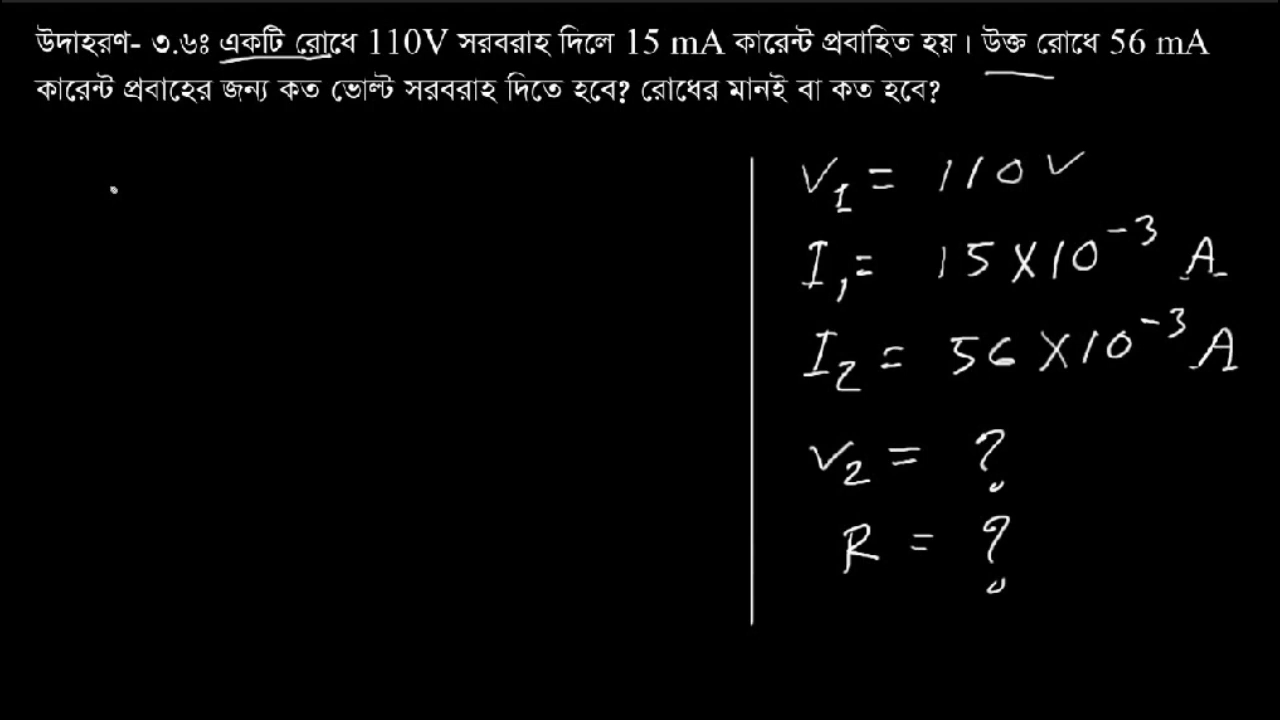 উদাহরণ- ৩.৬ঃ একটি রোধে 110V সরবরাহ দিলে 15 mA কারেন্ট প্রবাহিত হয়। উক্ত রোধে 56 mA
কারেন্ট প্রবাহের জন্য কত ভোল্ট সরবরাহ দিতে হবে? রোধের মানই বা কত হবে?
V₁ = 110V
I₁ = 15×10⁻³ A
I₂ = 56×10⁻³ A
V₂ = ?
R = ?